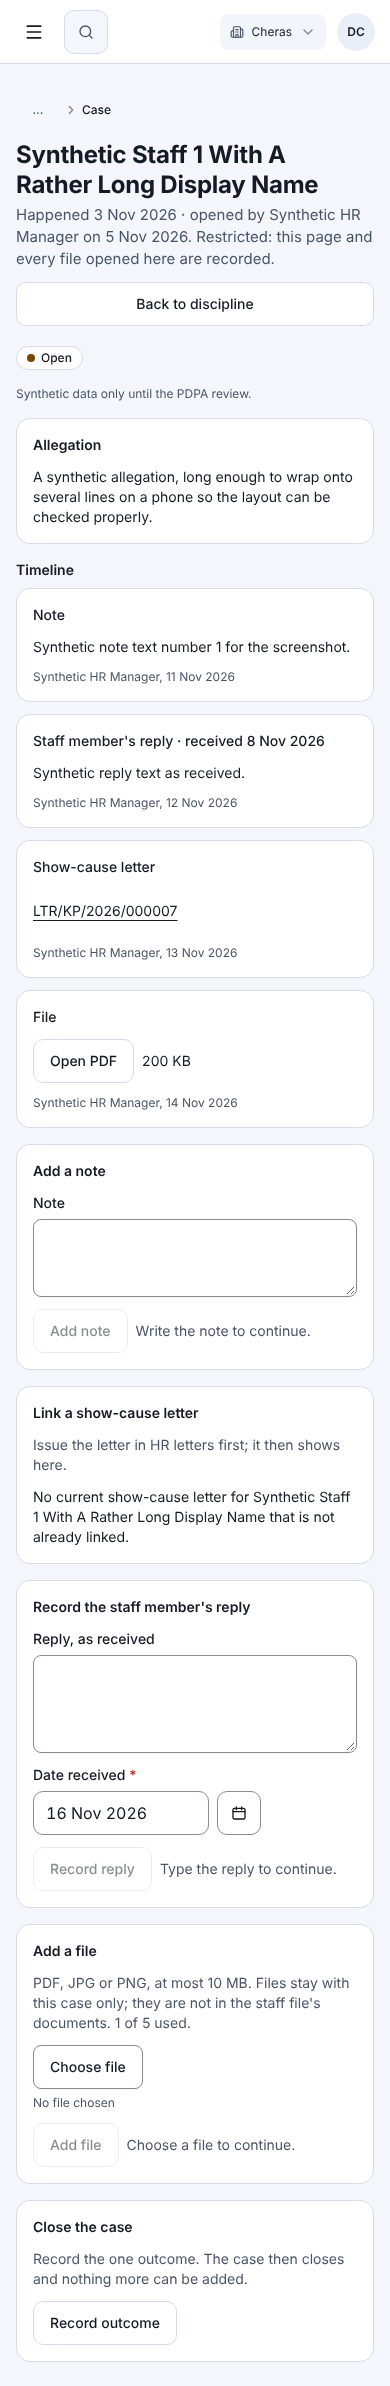 Cheras
DC
... > Case
Synthetic Staff 1 With A
Rather Long Display Name
Happened 3 Nov 2026 · opened by Synthetic HR
Manager on 5 Nov 2026. Restricted: this page and
every file opened here are recorded.
Back to discipline
Open
Synthetic data only until the PDPA review.
Allegation
A synthetic allegation, long enough to wrap onto
several lines on a phone so the layout can be
checked properly.
Timeline
Note
Synthetic note text number 1 for the screenshot.
Synthetic HR Manager, 11 Nov 2026
Staff member's reply · received 8 Nov 2026
Synthetic reply text as received.
Synthetic HR Manager, 12 Nov 2026
Show-cause letter
LTR/KP/2026/000007
Synthetic HR Manager, 13 Nov 2026
File
Open PDF 200 KB
Synthetic HR Manager, 14 Nov 2026
Add a note
Note
Add note Write the note to continue.
Link a show-cause letter
Issue the letter in HR letters first; it then shows
here.
No current show-cause letter for Synthetic Staff
1 With A Rather Long Display Name that is not
already linked.
Record the staff member's reply
Reply, as received
Date received *
16 Nov 2026
Record reply Type the reply to continue.
Add a file
PDF, JPG or PNG, at most 10 MB. Files stay with
this case only; they are not in the staff file's
documents. 1 of 5 used.
Choose file
No file chosen
Add file Choose a file to continue.
Close the case
Record the one outcome. The case then closes
and nothing more can be added.
Record outcome